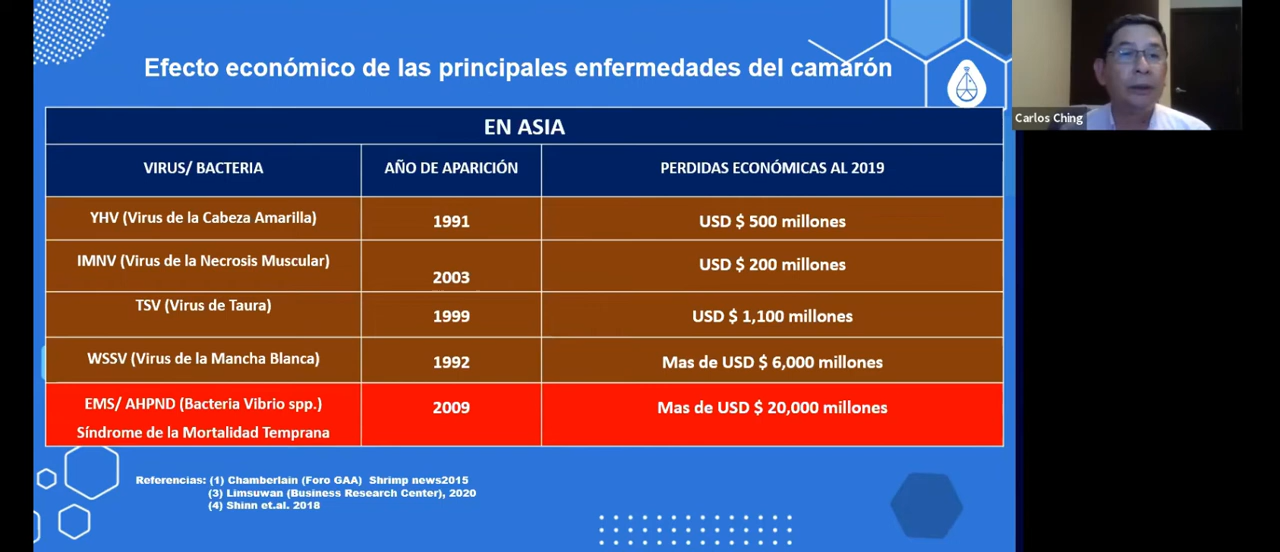 Efecto económico de las principales enfermedades del camarón
Carlos Ching
EN ASIA
VIRUS/ BACTERIA AÑO DE APARICIÓN PERDIDAS ECONÓMICAS AL 2019
YHV (Virus de la Cabeza Amarilla) 1991 USD $ 500 millones
IMNV (Virus de la Necrosis Muscular) 2003 USD $ 200 millones
TSV (Virus de Taura) 1999 USD $ 1,100 millones
WSSV (Virus de la Mancha Blanca) 1992 Mas de USD $ 6,000 millones
EMS/ AHPND (Bacteria Vibrio spp.) 2009 Mas de USD $ 20,000 millones
Síndrome de la Mortalidad Temprana
Referencias: (1) Chamberlain (Foro GAA) Shrimp news2015
(3) Limsuwan (Business Research Center), 2020
(4) Shinn et.al. 2018